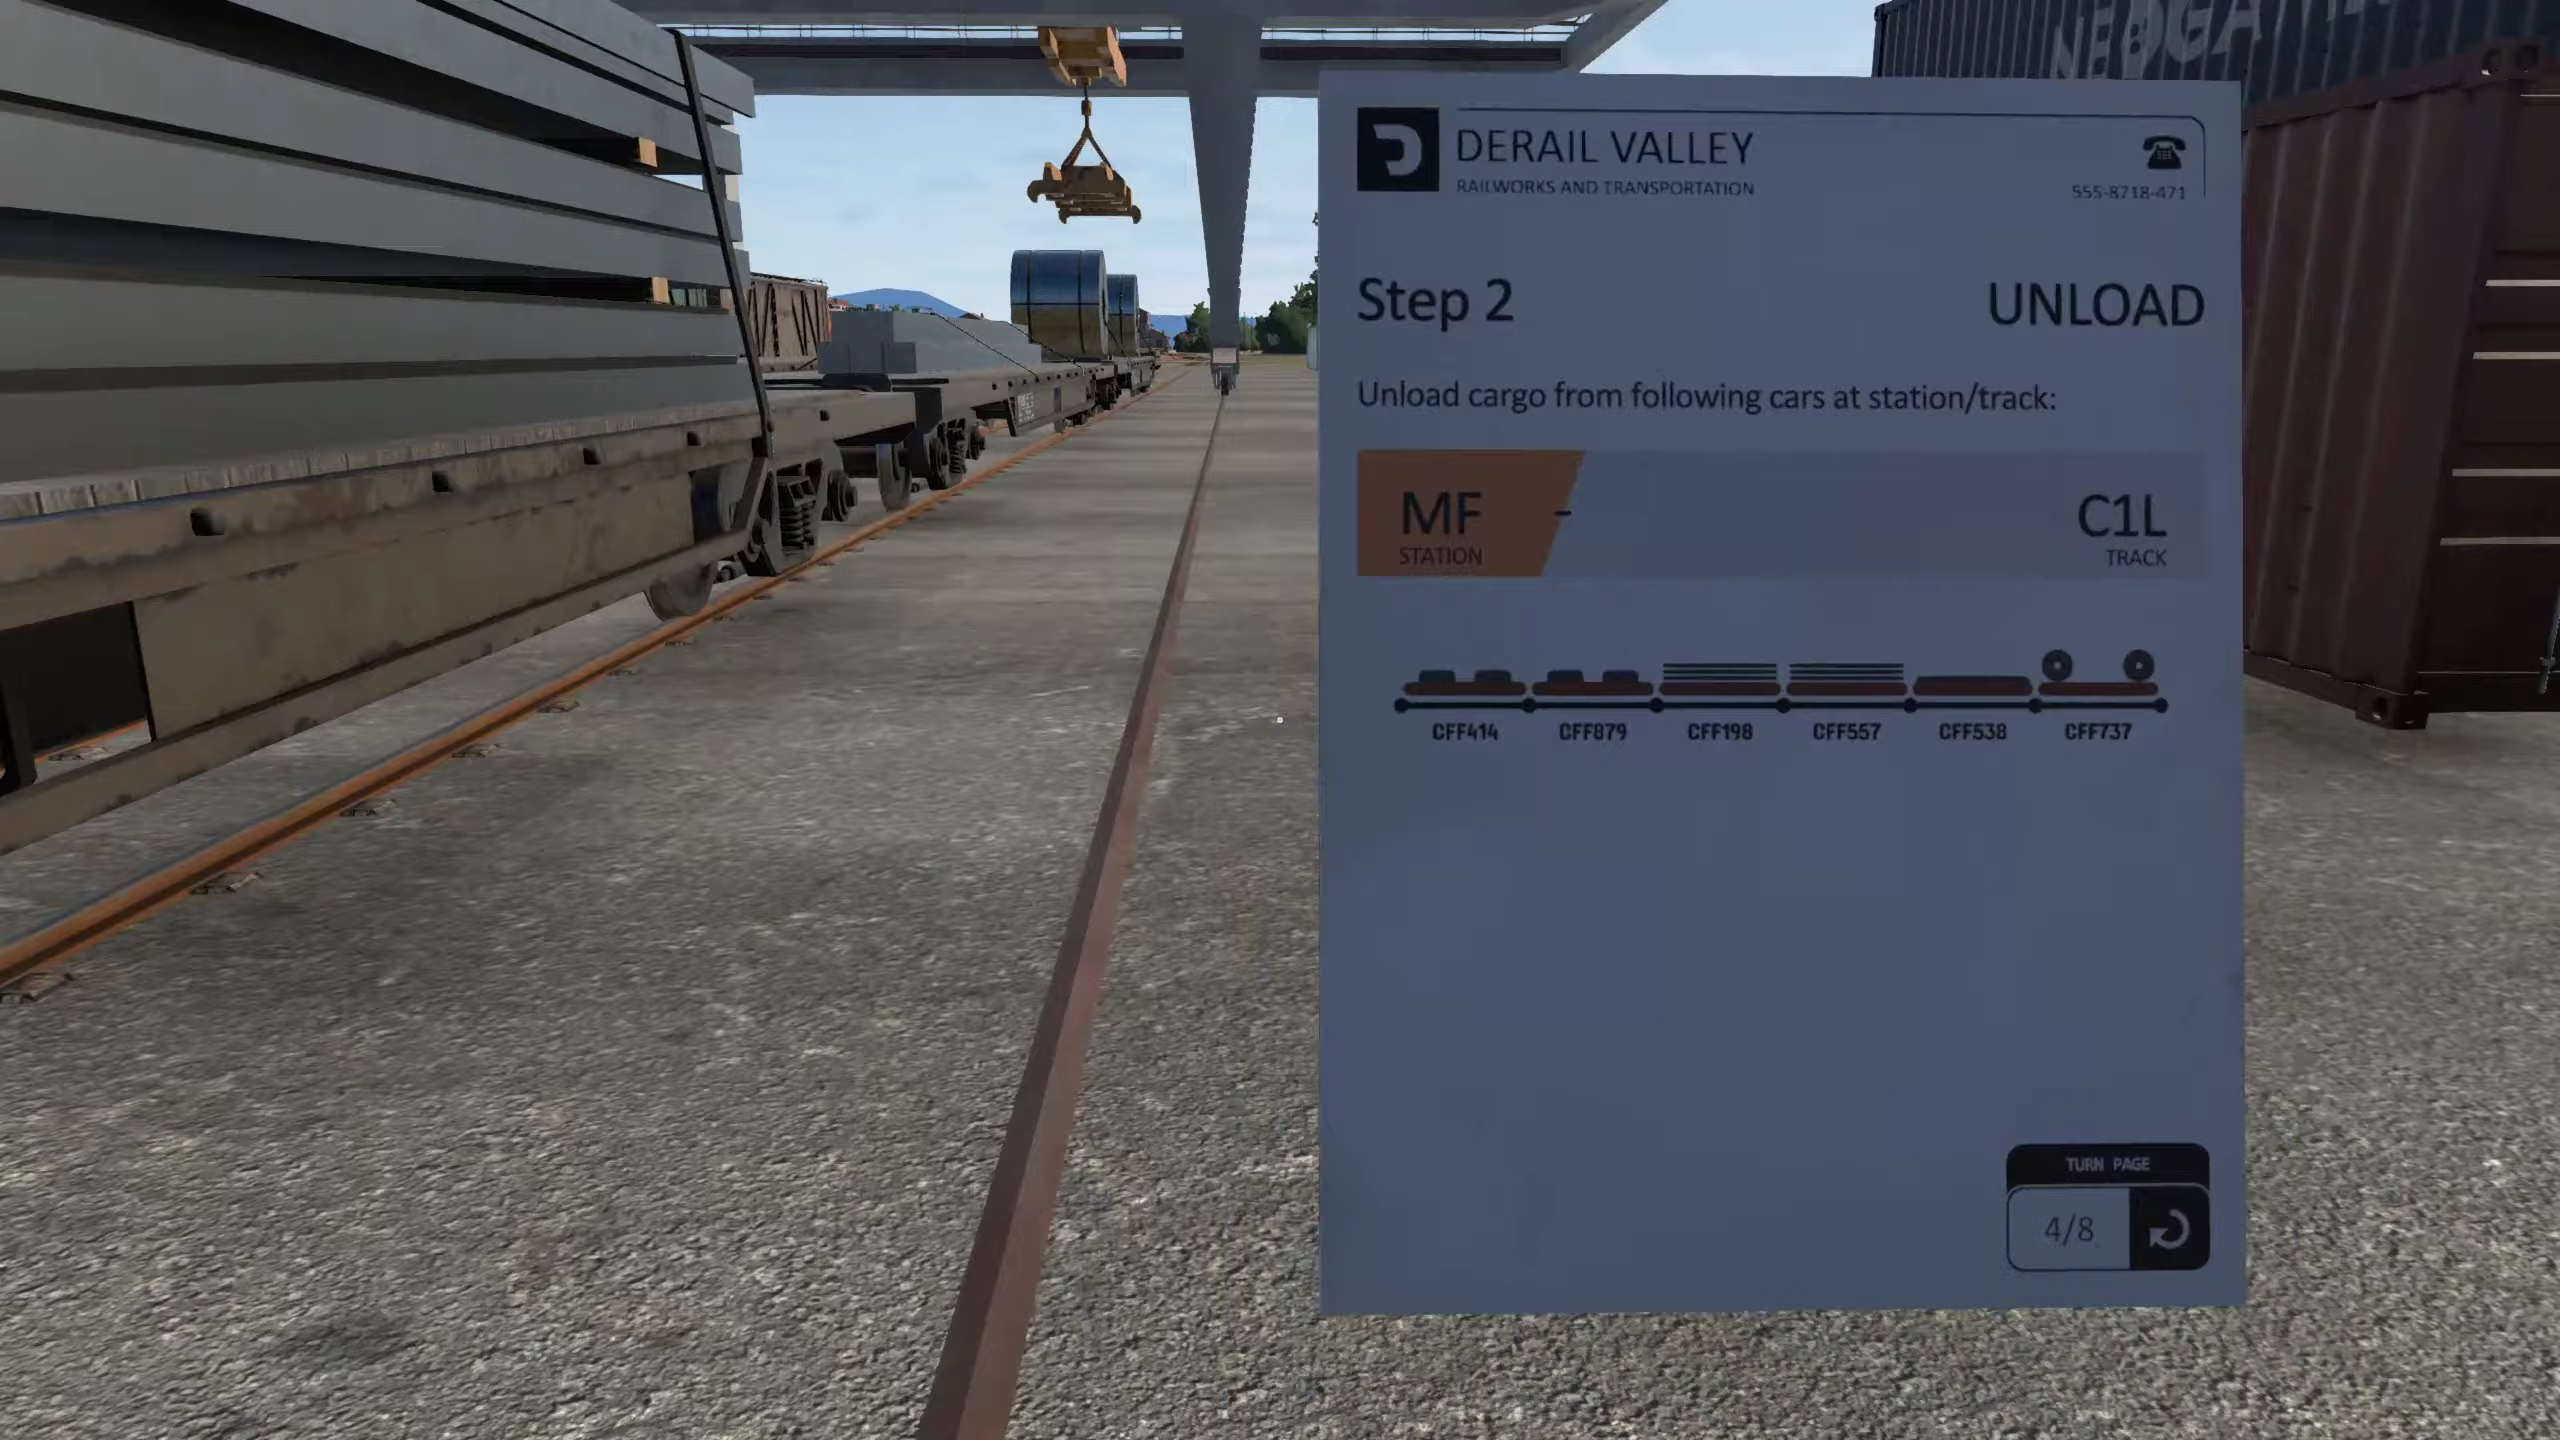 DERAIL VALLEY
RAILWORKS AND TRANSPORTATION
555-8718-471
Step 2
UNLOAD
Unload cargo from following cars at station/track:
MF - C1L
STATION TRACK
CFF414 CFF879 CFF198 CFF557 CFF538 CFF737
TURN PAGE
4/8